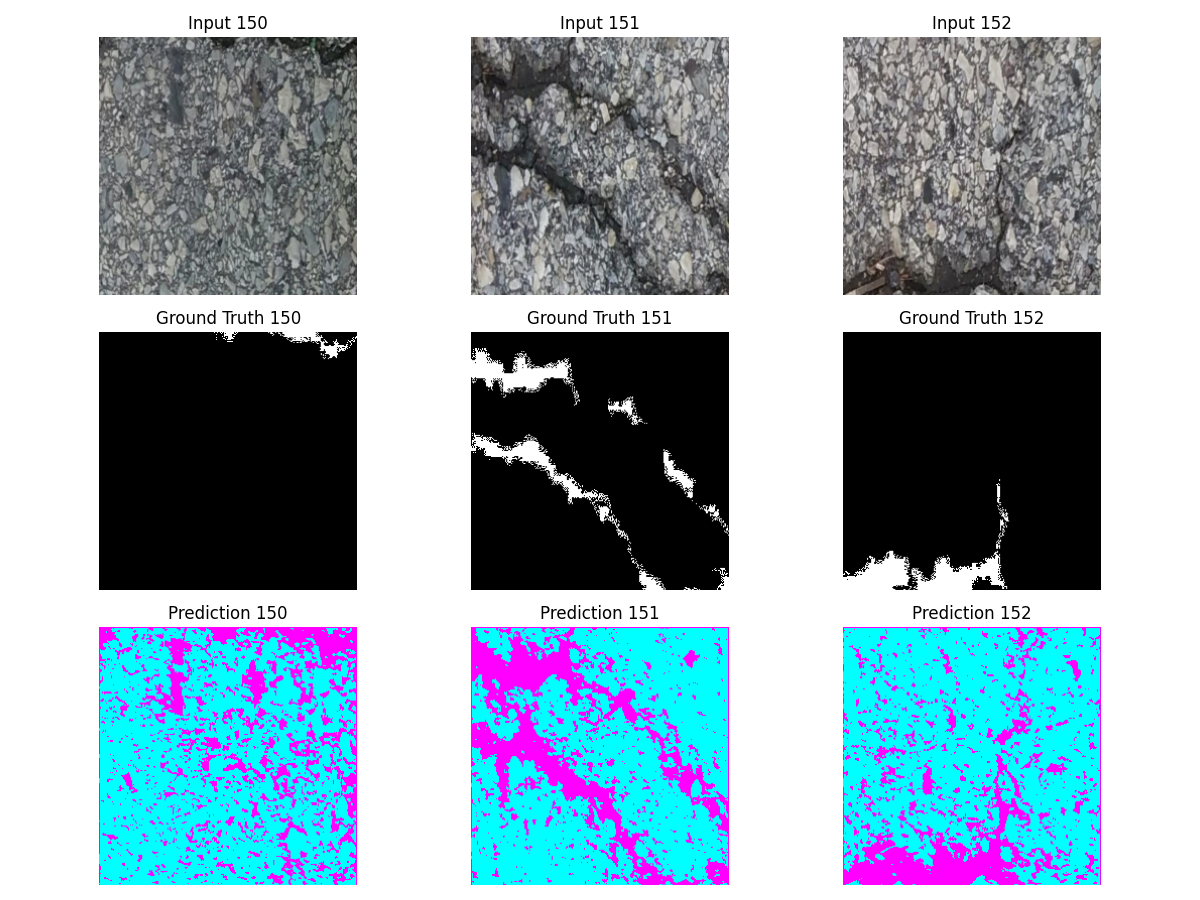 Input 150
Input 151
Input 152
Ground Truth 150
Ground Truth 151
Ground Truth 152
Prediction 150
Prediction 151
Prediction 152